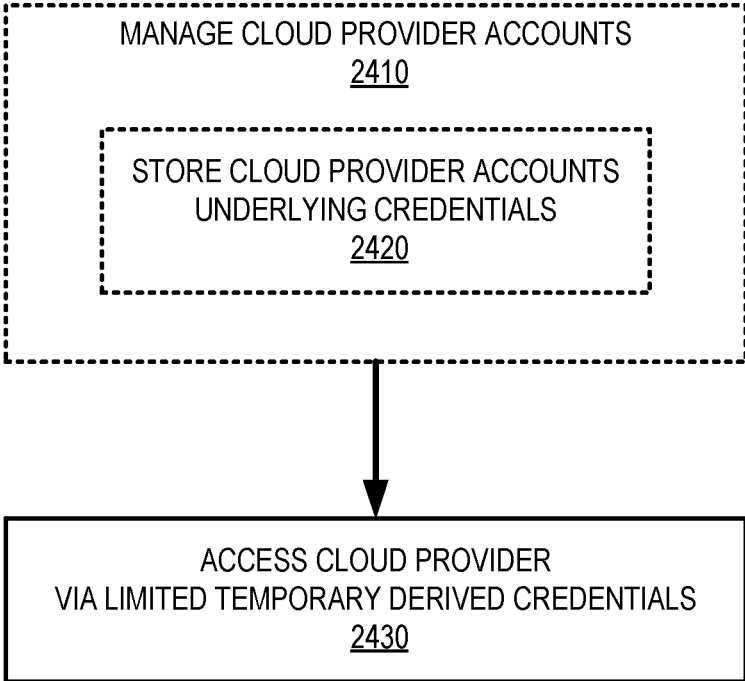 MANAGE CLOUD PROVIDER ACCOUNTS
2410
STORE CLOUD PROVIDER ACCOUNTS
UNDERLYING CREDENTIALS
2420
ACCESS CLOUD PROVIDER
VIA LIMITED TEMPORARY DERIVED CREDENTIALS
2430